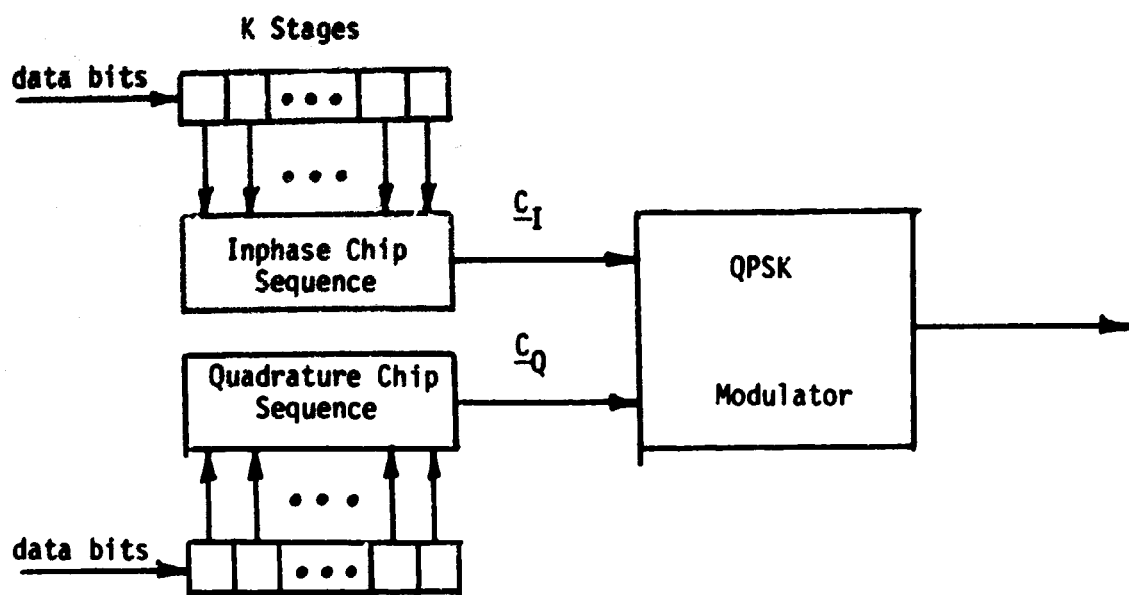 K Stages
data bits
C_I
Inphase Chip
Sequence
QPSK
Modulator
C_Q
Quadrature Chip
Sequence
data bits